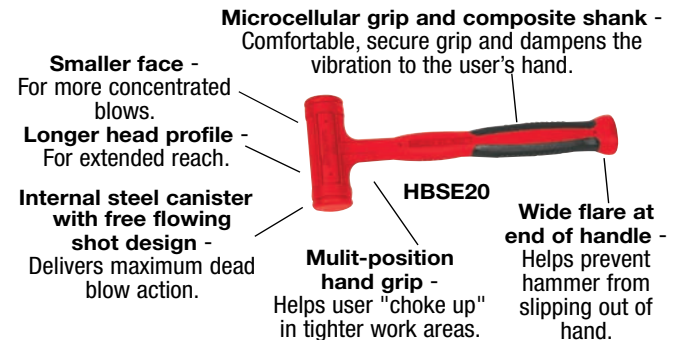 Microcellular grip and composite shank -
Comfortable, secure grip and dampens the
vibration to the user's hand.
Smaller face -
For more concentrated
blows.
Longer head profile -
For extended reach.
Internal steel canister
with free flowing
shot design -
Delivers maximum dead
blow action.
HBSE20
Mulit-position
hand grip -
Helps user "choke up"
in tighter work areas.
Wide flare at
end of handle -
Helps prevent
hammer from
slipping out of
hand.